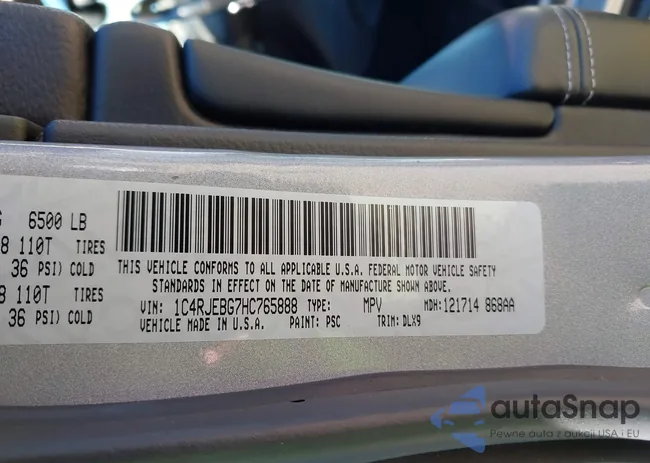 6500 LB
8 110T TIRES
36 PSI) COLD
8 110T TIRES
36 PSI) COLD
THIS VEHICLE CONFORMS TO ALL APPLICABLE U.S.A. FEDERAL MOTOR VEHICLE SAFETY
STANDARDS IN EFFECT ON THE DATE OF MANUFACTURE SHOWN ABOVE.
VIN: 1C4RJEBG7HC765888 TYPE: MPV MDH:121714 868AA
VEHICLE MADE IN U.S.A. PAINT: PSC TRIM: DLX9
autaSnap
Pewne auta z aukcji USA i EU